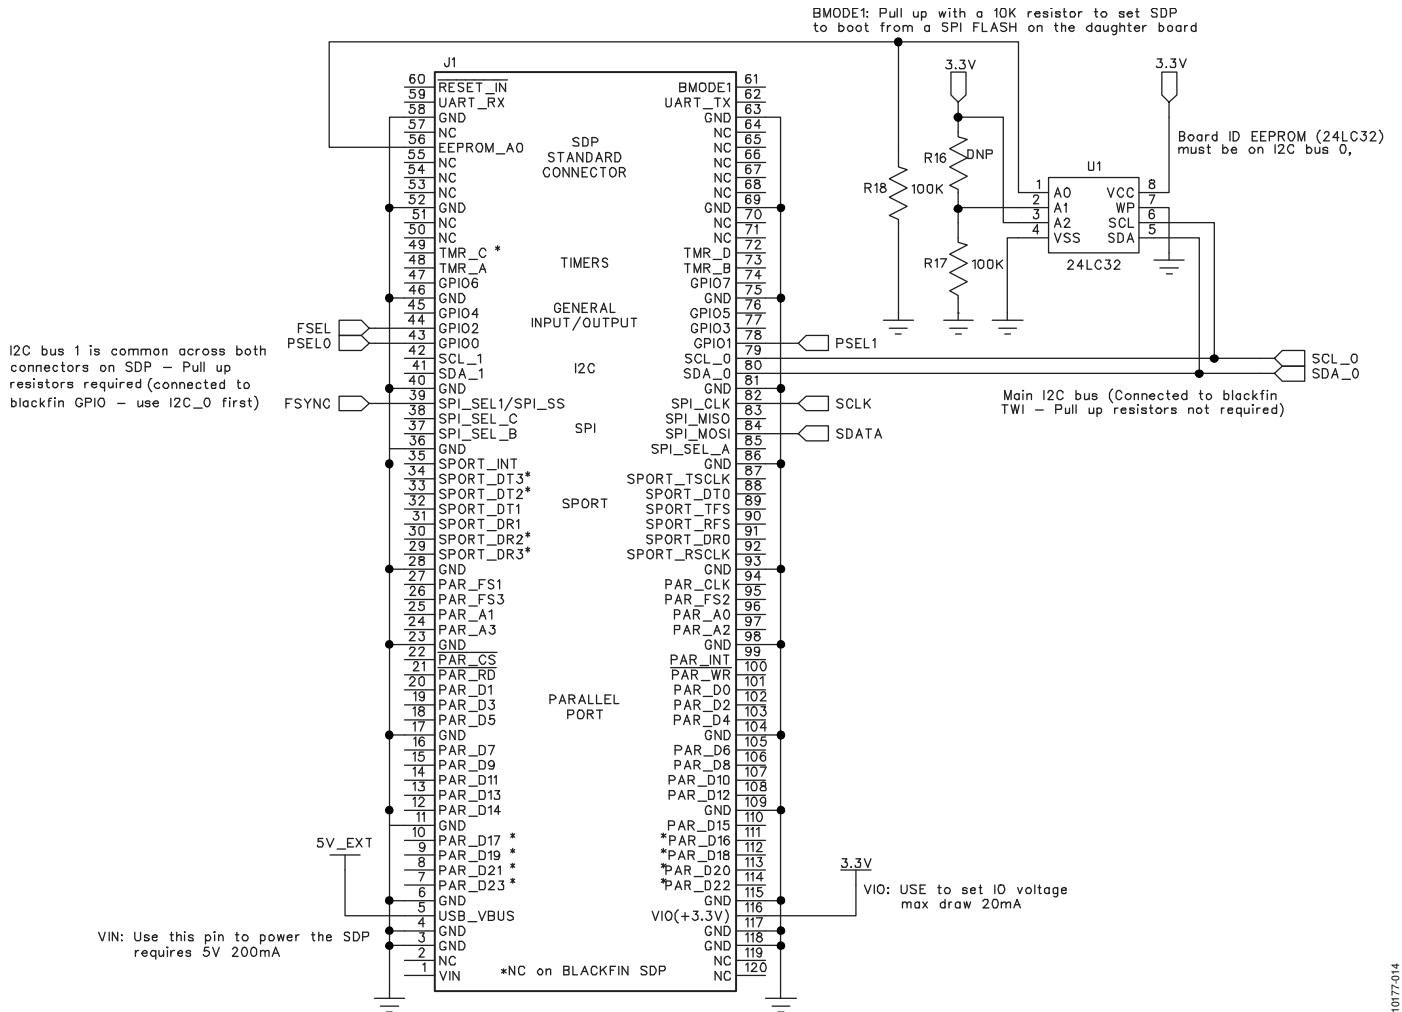 BMODE1: Pull up with a 10K resistor to set SDP
to boot from a SPI FLASH on the daughter board
J1
60 RESET_IN BMODE1 61
59 UART_RX UART_TX 62
58 GND GND 63
57 NC NC 64
56 EEPROM_A0 NC 65
55 NC NC 66
54 NC NC 67
53 NC NC 68
52 GND GND 69
51 NC NC 70
50 NC NC 71
49 TMR_C * TMR_D 72
48 TMR_A TMR_B 73
47 GPIO6 GPIO7 74
46 GND GND 75
45 GPIO4 GPIO5 76
44 GPIO2 GPIO3 77
43 GPIO0 GPIO1 78
42 SCL_1 SCL_0 79
41 SDA_1 SDA_0 80
40 GND GND 81
39 SPI_SEL1/SPI_SS SPI_CLK 82
38 SPI_SEL_C SPI_MISO 83
37 SPI_SEL_B SPI_MOSI 84
36 GND SPI_SEL_A 85
35 SPORT_INT GND 86
34 SPORT_DT3* SPORT_TSCLK 87
33 SPORT_DT2* SPORT_DT0 88
32 SPORT_DT1 SPORT_TFS 89
31 SPORT_DR1 SPORT_RFS 90
30 SPORT_DR2* SPORT_DR0 91
29 SPORT_DR3* SPORT_RSCLK 92
28 GND GND 93
27 PAR_FS1 PAR_CLK 94
26 PAR_FS3 PAR_FS2 95
25 PAR_A1 PAR_A0 96
24 PAR_A3 PAR_A2 97
23 GND GND 98
22 PAR_CS PAR_INT 99
21 PAR_RD PAR_WR 100
20 PAR_D1 PAR_D0 101
19 PAR_D3 PAR_D2 102
18 PAR_D5 PAR_D4 103
17 GND GND 104
16 PAR_D7 PAR_D6 105
15 PAR_D9 PAR_D8 106
14 PAR_D11 PAR_D10 107
13 PAR_D13 PAR_D12 108
12 PAR_D14 GND 109
11 GND PAR_D15 110
10 PAR_D17 * *PAR_D16 111
9 PAR_D19 * *PAR_D18 112
8 PAR_D21 * *PAR_D20 113
7 PAR_D23 * *PAR_D22 114
6 GND GND 115
5 USB_VBUS VIO(+3.3V) 116
4 GND GND 117
3 GND GND 118
2 NC NC 119
1 VIN NC 120
SDP
STANDARD
CONNECTOR
TIMERS
GENERAL
INPUT/OUTPUT
I2C
SPI
SPORT
PARALLEL
PORT
*NC on BLACKFIN SDP
FSEL
PSEL0
I2C bus 1 is common across both
connectors on SDP – Pull up
resistors required (connected to
blackfin GPIO – use I2C_0 first)
FSYNC
5V_EXT
VIN: Use this pin to power the SDP
requires 5V 200mA
3.3V
3.3V
Board ID EEPROM (24LC32)
must be on I2C bus 0,
R16 DNP
R18 100K
R17 100K
U1
1 A0 VCC 8
2 A1 WP 7
3 A2 SCL 6
4 VSS SDA 5
24LC32
PSEL1
SCL_0
SDA_0
Main I2C bus (Connected to blackfin
TWI – Pull up resistors not required)
SCLK
SDATA
3.3V
VIO: USE to set IO voltage
max draw 20mA
10177-014